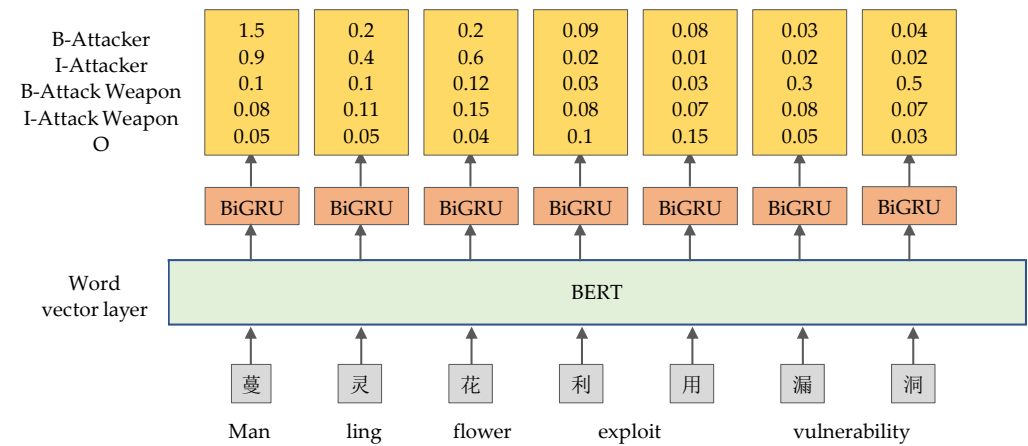 B-Attacker 1.5 0.2 0.2 0.09 0.08 0.03 0.04
I-Attacker 0.9 0.4 0.6 0.02 0.01 0.02 0.02
B-Attack Weapon 0.1 0.1 0.12 0.03 0.03 0.3 0.5
I-Attack Weapon 0.08 0.11 0.15 0.08 0.07 0.08 0.07
O 0.05 0.05 0.04 0.1 0.15 0.05 0.03
BiGRU BiGRU BiGRU BiGRU BiGRU BiGRU BiGRU
Word
vector layer
BERT
蔓 灵 花 利 用 漏 洞
Man ling flower exploit vulnerability